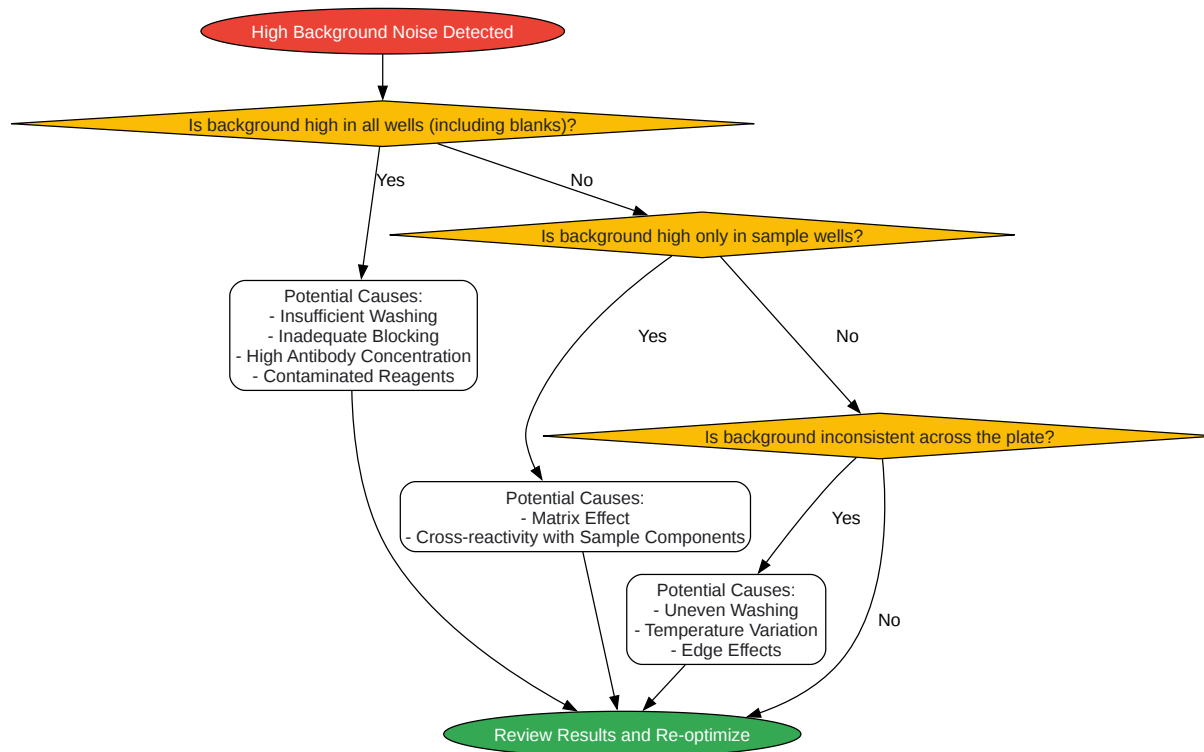 High Background Noise Detected
Is background high in all wells (including blanks)?
Yes
No
Is background high only in sample wells?
Potential Causes:
- Insufficient Washing
- Inadequate Blocking
- High Antibody Concentration
- Contaminated Reagents
Yes
No
Is background inconsistent across the plate?
Potential Causes:
- Matrix Effect
- Cross-reactivity with Sample Components
Yes
No
Potential Causes:
- Uneven Washing
- Temperature Variation
- Edge Effects
Review Results and Re-optimize